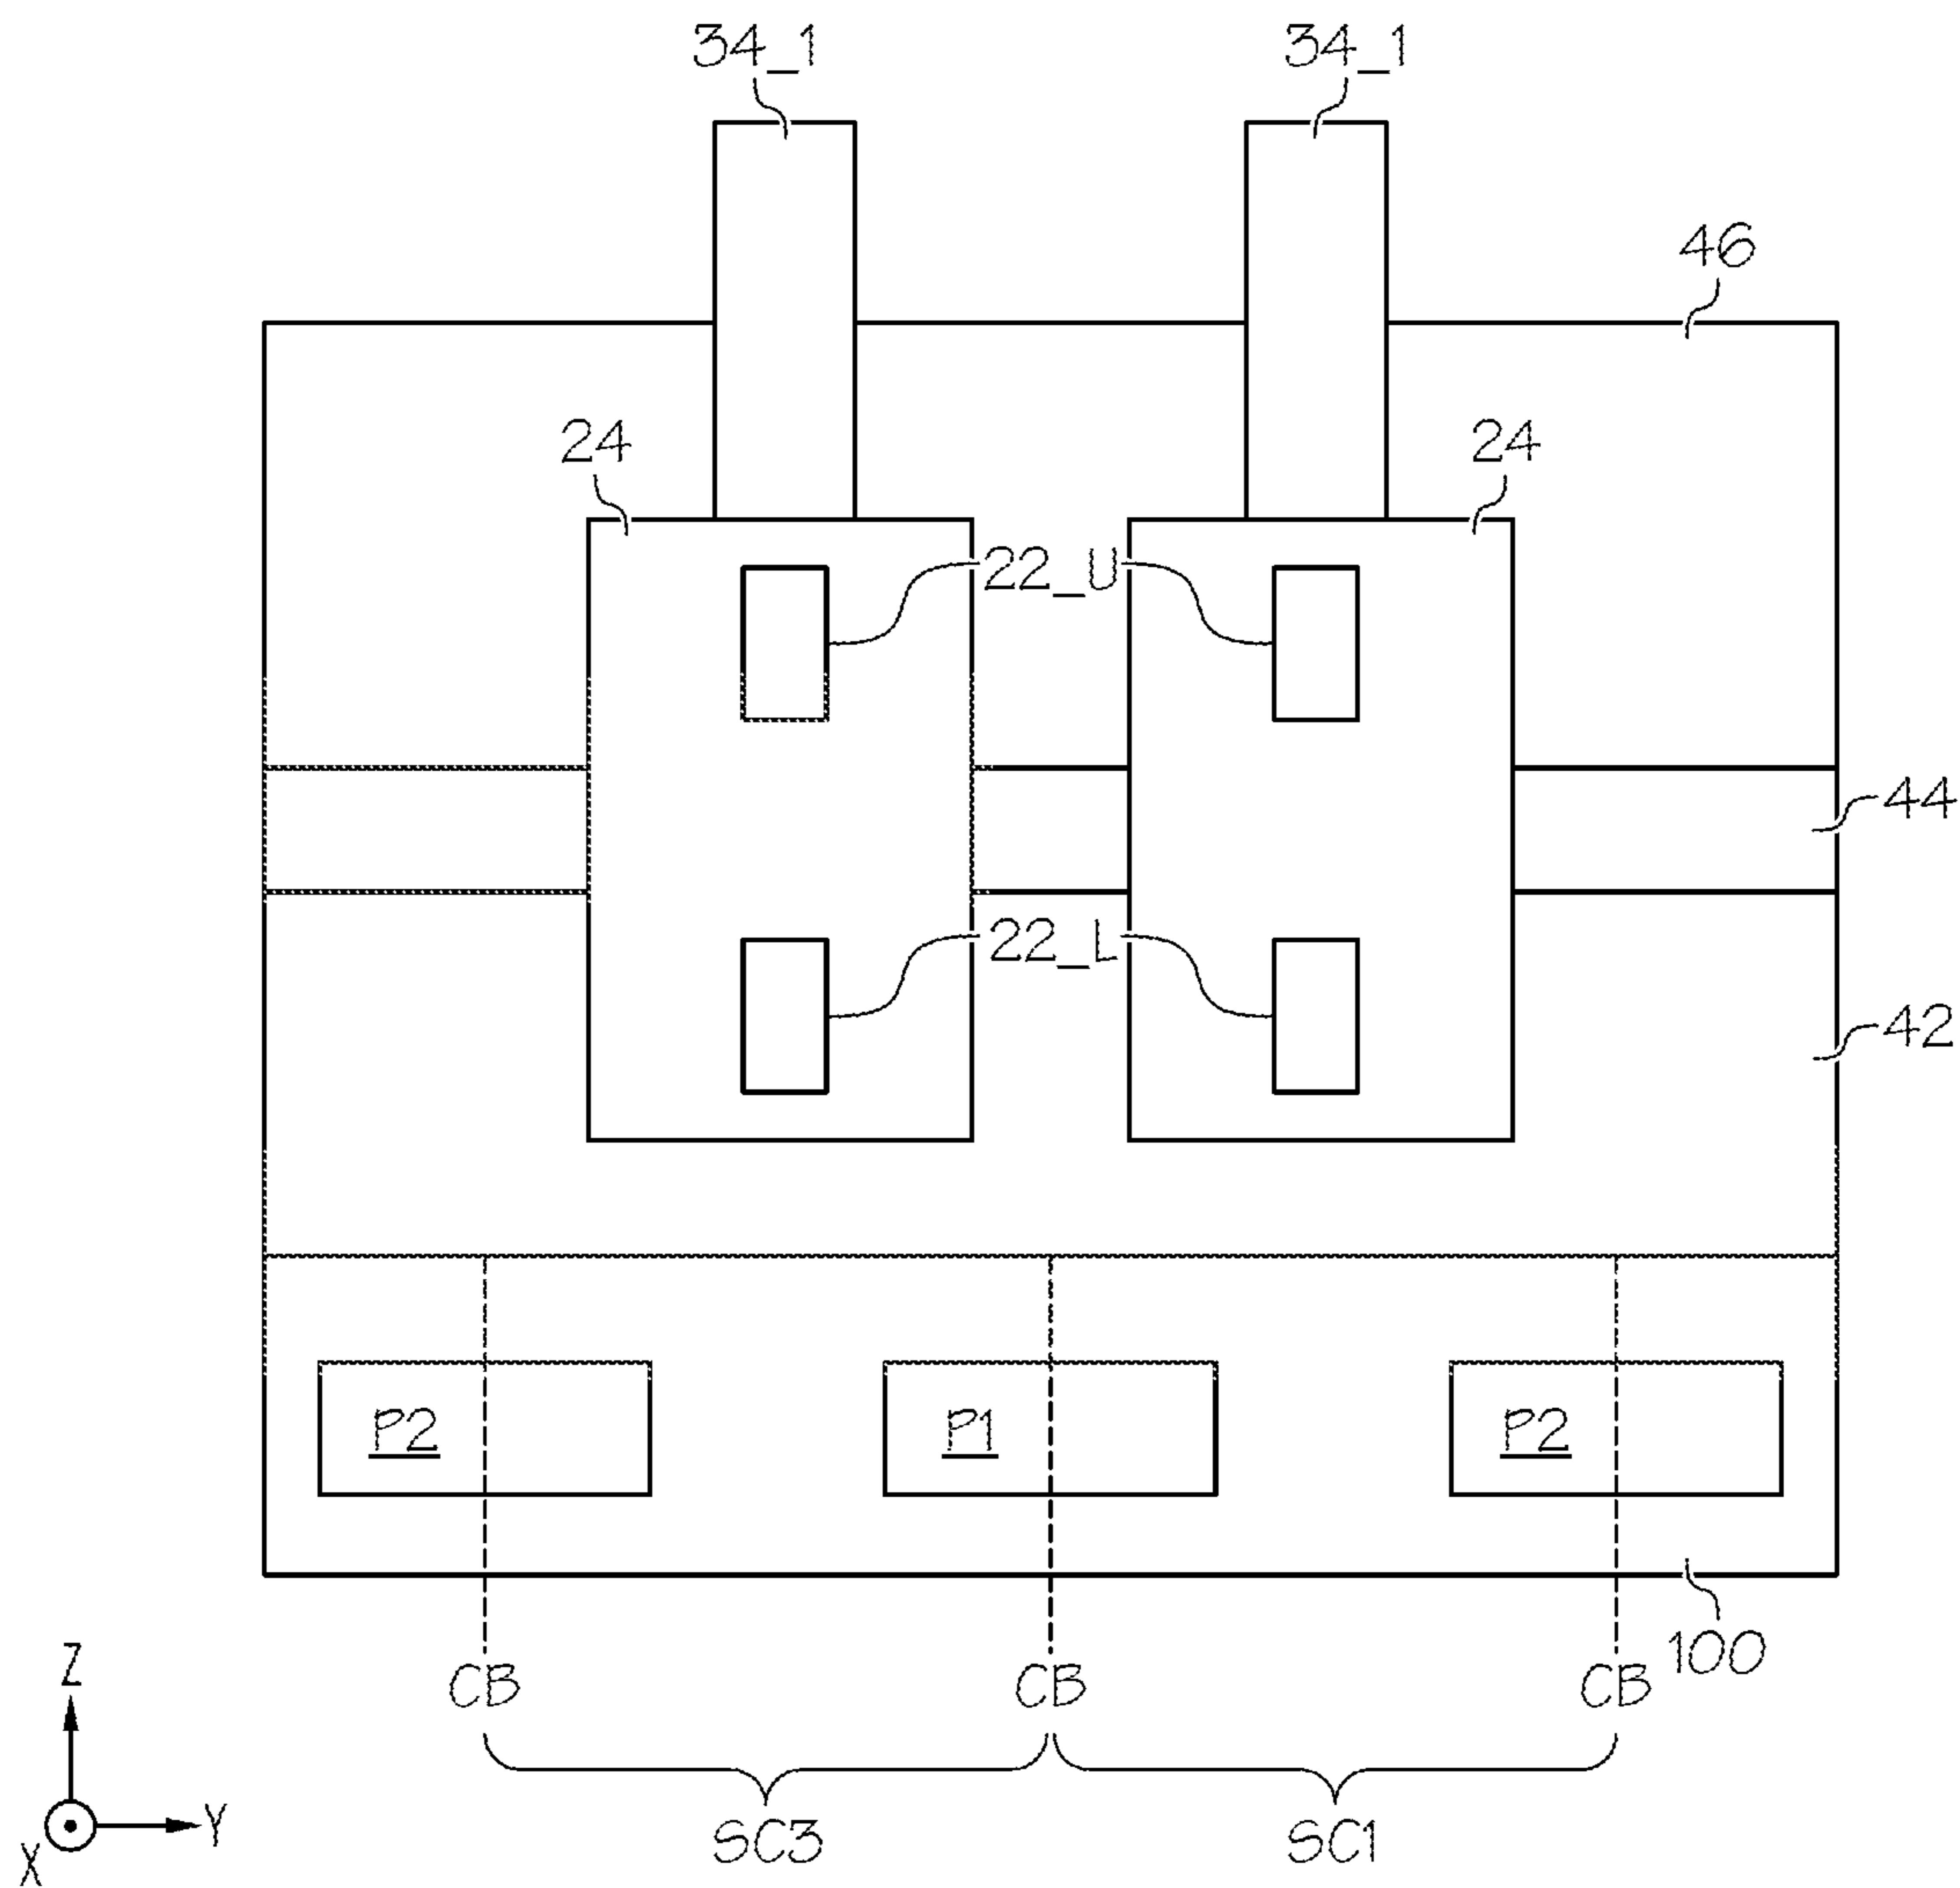 34_1 34_1
46
24 24
22_U
44
22_L
42
P2 P1 P2
100
CB CB CB
SC3 SC1
Z
Y
X